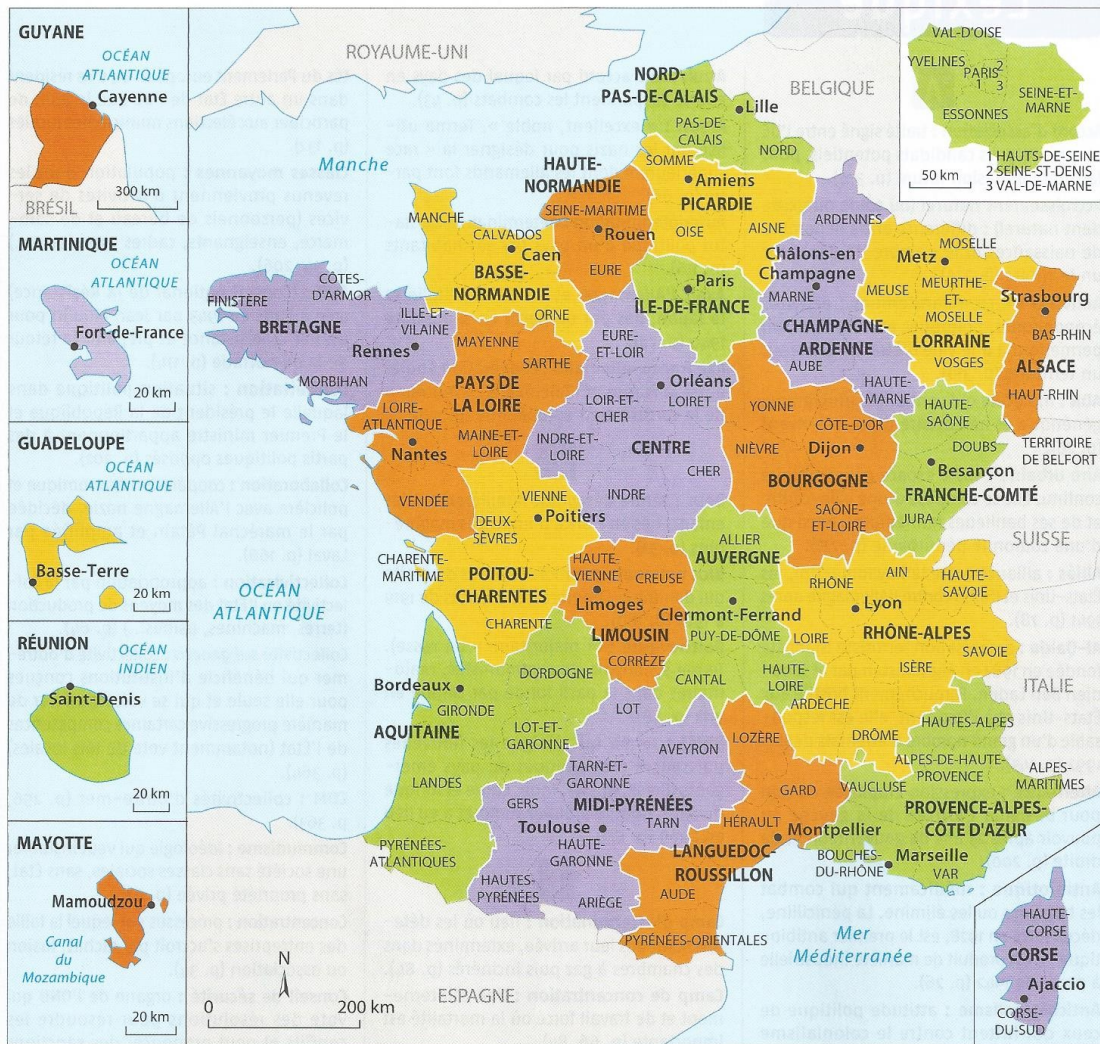 GUYANE
OCÉAN
ATLANTIQUE
Cayenne
300 km
BRÉSIL
MARTINIQUE
OCÉAN
ATLANTIQUE
Fort-de-France
20 km
GUADELOUPE
OCÉAN
ATLANTIQUE
Basse-Terre
20 km
RÉUNION
OCÉAN
INDIEN
Saint-Denis
20 km
MAYOTTE
Mamoudzou
Canal
du
Mozambique
20 km
ROYAUME-UNI
Manche
BELGIQUE
NORD-
PAS-DE-CALAIS
Lille
PAS-DE-
CALAIS
NORD
HAUTE-
NORMANDIE
SEINE-MARITIME
Rouen
EURE
SOMME
Amiens
PICARDIE
OISE
AISNE
MANCHE
CALVADOS
Caen
BASSE-
NORMANDIE
ORNE
Paris
ÎLE-DE-FRANCE
ARDENNES
Châlons-en
Champagne
MARNE
CHAMPAGNE-
ARDENNE
AUBE
HAUTE-
MARNE
MOSELLE
Metz
MEUSE
MEURTHE-
ET-
MOSELLE
LORRAINE
VOSGES
Strasbourg
BAS-RHIN
ALSACE
HAUT-RHIN
TERRITOIRE
DE BELFORT
FINISTÈRE
CÔTES-
D'ARMOR
BRETAGNE
ILLE-ET-
VILAINE
Rennes
MORBIHAN
MAYENNE
SARTHE
PAYS DE
LA LOIRE
LOIRE-
ATLANTIQUE
Nantes
MAINE-ET-
LOIRE
VENDÉE
EURE-
ET-LOIR
Orléans
LOIRET
LOIR-ET-
CHER
INDRE-ET-
LOIRE
CENTRE
CHER
INDRE
YONNE
CÔTE-D'OR
NIÈVRE
Dijon
BOURGOGNE
SAÔNE-
ET-LOIRE
HAUTE-
SAÔNE
DOUBS
Besançon
FRANCHE-COMTÉ
JURA
SUISSE
VIENNE
DEUX-
SÈVRES
Poitiers
CHARENTE-
MARITIME
POITOU-
CHARENTES
CHARENTE
OCÉAN
ATLANTIQUE
HAUTE-
VIENNE
CREUSE
Limoges
LIMOUSIN
CORRÈZE
ALLIER
AUVERGNE
Clermont-Ferrand
PUY-DE-DÔME
CANTAL
HAUTE-
LOIRE
RHÔNE
AIN
HAUTE-
SAVOIE
Lyon
LOIRE
RHÔNE-ALPES
SAVOIE
ISÈRE
ARDÈCHE
DRÔME
ITALIE
Bordeaux
GIRONDE
DORDOGNE
AQUITAINE
LOT-ET-
GARONNE
LANDES
PYRÉNÉES-
ATLANTIQUES
LOT
AVEYRON
TARN-ET-
GARONNE
GERS
MIDI-PYRÉNÉES
TARN
Toulouse
HAUTE-
GARONNE
HAUTES-
PYRÉNÉES
ARIÈGE
LOZÈRE
GARD
HÉRAULT
Montpellier
LANGUEDOC-
ROUSSILLON
AUDE
PYRÉNÉES-ORIENTALES
HAUTES-ALPES
ALPES-DE-HAUTE-
PROVENCE
ALPES-
MARITIMES
VAUCLUSE
PROVENCE-ALPES-
CÔTE D'AZUR
BOUCHES-
DU-RHÔNE
Marseille
VAR
Mer
Méditerranée
ESPAGNE
N
0 200 km
HAUTE-
CORSE
CORSE
Ajaccio
CORSE-
DU-SUD
VAL-D'OISE
YVELINES
PARIS
1
2
3
SEINE-ET-
MARNE
ESSONNES
1 HAUTS-DE-SEINE
2 SEINE-ST-DENIS
3 VAL-DE-MARNE
50 km